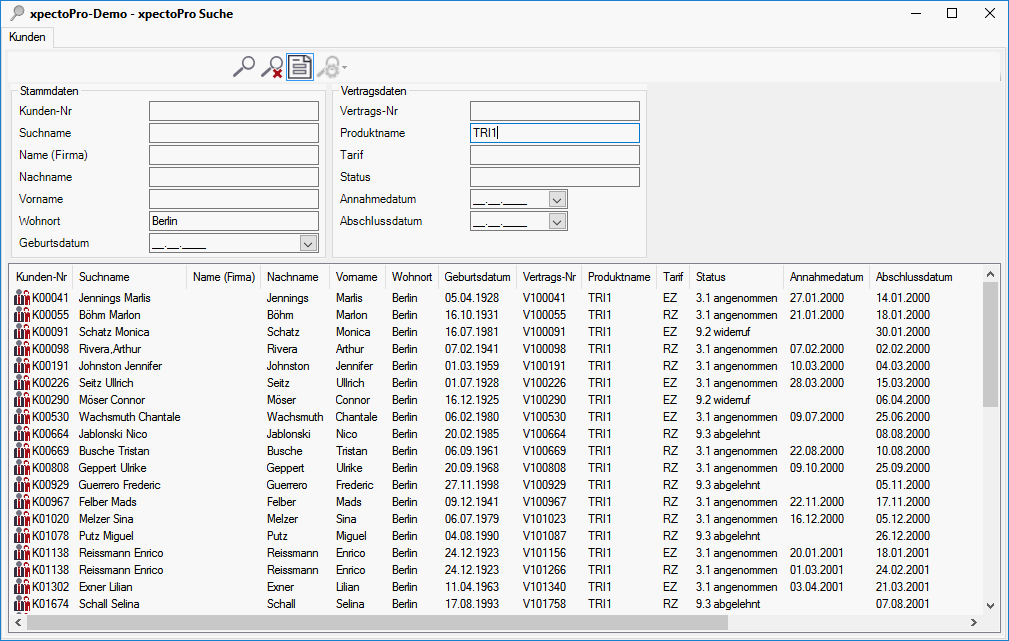 xpectoPro-Demo - xpectoPro Suche
Kunden
Stammdaten
Kunden-Nr
Suchname
Name (Firma)
Nachname
Vorname
Wohnort Berlin
Geburtsdatum __.__.____
Vertragsdaten
Vertrags-Nr
Produktname TRI1
Tarif
Status
Annahmedatum __.__.____
Abschlussdatum __.__.____
Kunden-Nr Suchname Name (Firma) Nachname Vorname Wohnort Geburtsdatum Vertrags-Nr Produktname Tarif Status Annahmedatum Abschlussdatum
K00041 Jennings Marlis Jennings Marlis Berlin 05.04.1928 V100041 TRI1 EZ 3.1 angenommen 27.01.2000 14.01.2000
K00055 Böhm Marlon Böhm Marlon Berlin 16.10.1931 V100055 TRI1 RZ 3.1 angenommen 21.01.2000 18.01.2000
K00091 Schatz Monica Schatz Monica Berlin 16.07.1981 V100091 TRI1 EZ 9.2 widerruf 30.01.2000
K00098 Rivera,Arthur Rivera Arthur Berlin 07.02.1941 V100098 TRI1 RZ 3.1 angenommen 07.02.2000 02.02.2000
K00191 Johnston Jennifer Johnston Jennifer Berlin 01.03.1959 V100191 TRI1 RZ 3.1 angenommen 10.03.2000 04.03.2000
K00226 Seitz Ullrich Seitz Ullrich Berlin 01.07.1928 V100226 TRI1 EZ 3.1 angenommen 28.03.2000 15.03.2000
K00290 Möser Connor Möser Connor Berlin 16.12.1925 V100290 TRI1 EZ 9.2 widerruf 06.04.2000
K00530 Wachsmuth Chantale Wachsmuth Chantale Berlin 06.02.1980 V100530 TRI1 EZ 3.1 angenommen 09.07.2000 25.06.2000
K00664 Jablonski Nico Jablonski Nico Berlin 20.02.1985 V100664 TRI1 RZ 9.3 abgelehnt 08.08.2000
K00669 Busche Tristan Busche Tristan Berlin 06.09.1961 V100669 TRI1 RZ 3.1 angenommen 22.08.2000 10.08.2000
K00808 Geppert Ulrike Geppert Ulrike Berlin 20.09.1968 V100808 TRI1 EZ 3.1 angenommen 09.10.2000 25.09.2000
K00929 Guerrero Frederic Guerrero Frederic Berlin 27.11.1998 V100929 TRI1 RZ 9.3 abgelehnt 05.11.2000
K00967 Felber Mads Felber Mads Berlin 09.12.1941 V100967 TRI1 RZ 3.1 angenommen 22.11.2000 17.11.2000
K01020 Melzer Sina Melzer Sina Berlin 06.07.1979 V101023 TRI1 RZ 3.1 angenommen 16.12.2000 05.12.2000
K01078 Putz Miguel Putz Miguel Berlin 04.08.1990 V101087 TRI1 RZ 9.3 abgelehnt 26.12.2000
K01138 Reissmann Enrico Reissmann Enrico Berlin 24.12.1923 V101156 TRI1 EZ 3.1 angenommen 20.01.2001 18.01.2001
K01138 Reissmann Enrico Reissmann Enrico Berlin 24.12.1923 V101266 TRI1 RZ 3.1 angenommen 01.03.2001 24.02.2001
K01302 Exner Lilian Exner Lilian Berlin 11.04.1963 V101340 TRI1 EZ 3.1 angenommen 03.04.2001 21.03.2001
K01674 Schall Selina Schall Selina Berlin 17.08.1993 V101758 TRI1 RZ 9.3 abgelehnt 07.08.2001